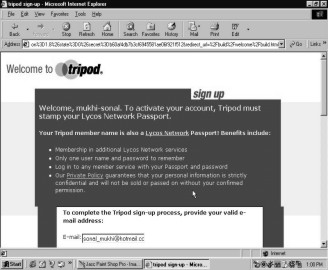 tripod sign-up - Microsoft Internet Explorer
File Edit View Favorites Tools Help
Back Stop Refresh Home Search Favorites History Mail Print Edit
Address Go Links »
Welcome to tripod.
sign up
Welcome, mukhi-sonal. To activate your account, Tripod must
stamp your Lycos Network Passport.
Your Tripod member name is also a Lycos Network Passport! Benefits include:
Membership in additional Lycos Network services
Only one user name and password to remember
Log in to any member service with your Passport and password
Our Private Policy guarantees that your personal information is strictly
confidential and will not be sold or passed on without your confirmed
permission.
To complete the Tripod sign-up process, provide your valid e-
mail address:
E-mail: sonal_mukhi@hotmail.cc
Internet
Start Jasc Paint Shop Pro - Ima... tripod sign-up - Micro... 1:06 PM